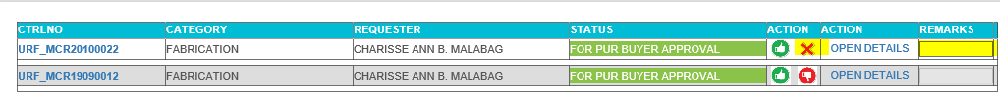 CTRLNO CATEGORY REQUESTER STATUS ACTION ACTION REMARKS
URF_MCR20100022 FABRICATION CHARISSE ANN B. MALABAG FOR PUR BUYER APPROVAL OPEN DETAILS
URF_MCR19090012 FABRICATION CHARISSE ANN B. MALABAG FOR PUR BUYER APPROVAL OPEN DETAILS